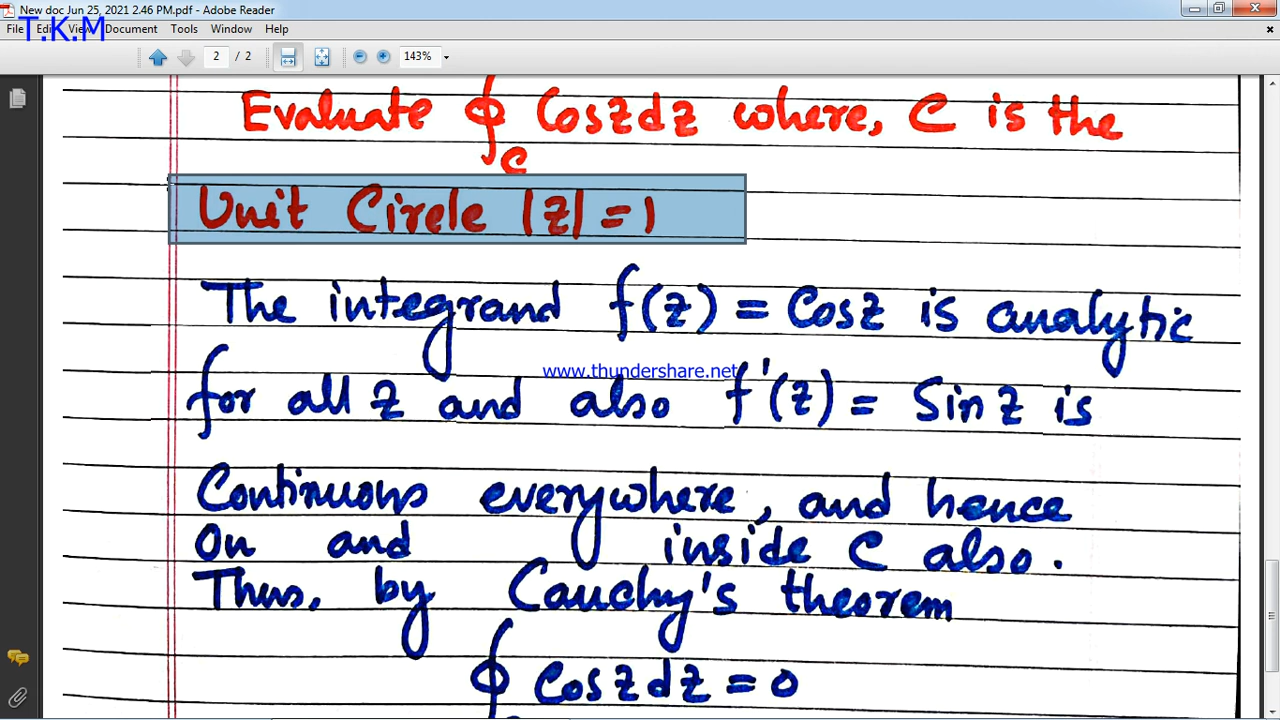 New doc Jun 25, 2021 2.46 PM.pdf - Adobe Reader
T.K.M
File Edit View Document Tools Window Help
2 / 2 143%
Evaluate ∮ Cosz dz where, C is the
C
Unit Circle |z| = 1
The integrand f(z) = Cosz is analytic
www.thundershare.net
for all z and also f'(z) = Sin z is
Continuous everywhere, and hence
On and inside C also.
Thus, by Cauchy's theorem
∮ Cos z dz = 0